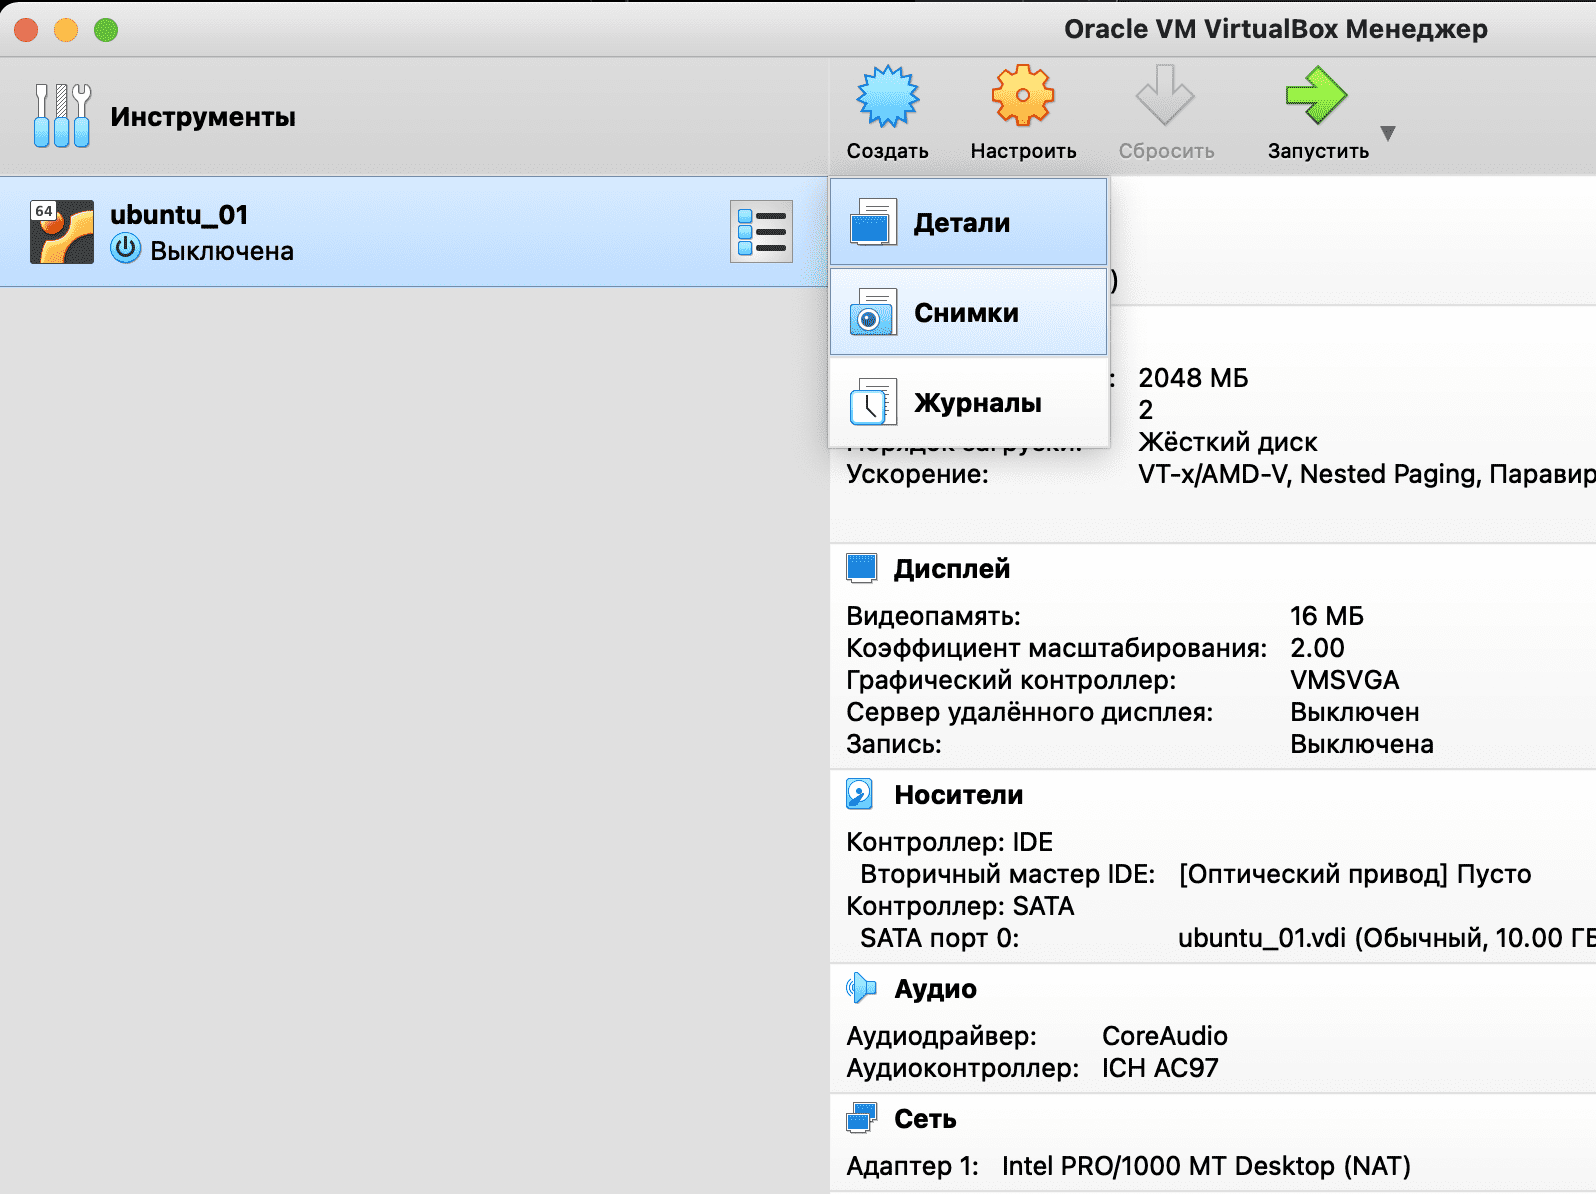 Oracle VM VirtualBox Менеджер
Инструменты
Создать
Настроить
Сбросить
Запустить
64
ubuntu_01
Выключена
Детали
Снимки
Журналы
)
: 2048 МБ
2
Порядок загрузки: Жёсткий диск
Ускорение: VT-x/AMD-V, Nested Paging, Паравир
Дисплей
Видеопамять: 16 МБ
Коэффициент масштабирования: 2.00
Графический контроллер: VMSVGA
Сервер удалённого дисплея: Выключен
Запись: Выключена
Носители
Контроллер: IDE
Вторичный мастер IDE: [Оптический привод] Пусто
Контроллер: SATA
SATA порт 0: ubuntu_01.vdi (Обычный, 10.00 ГБ
Аудио
Аудиодрайвер: CoreAudio
Аудиоконтроллер: ICH AC97
Сеть
Адаптер 1: Intel PRO/1000 MT Desktop (NAT)